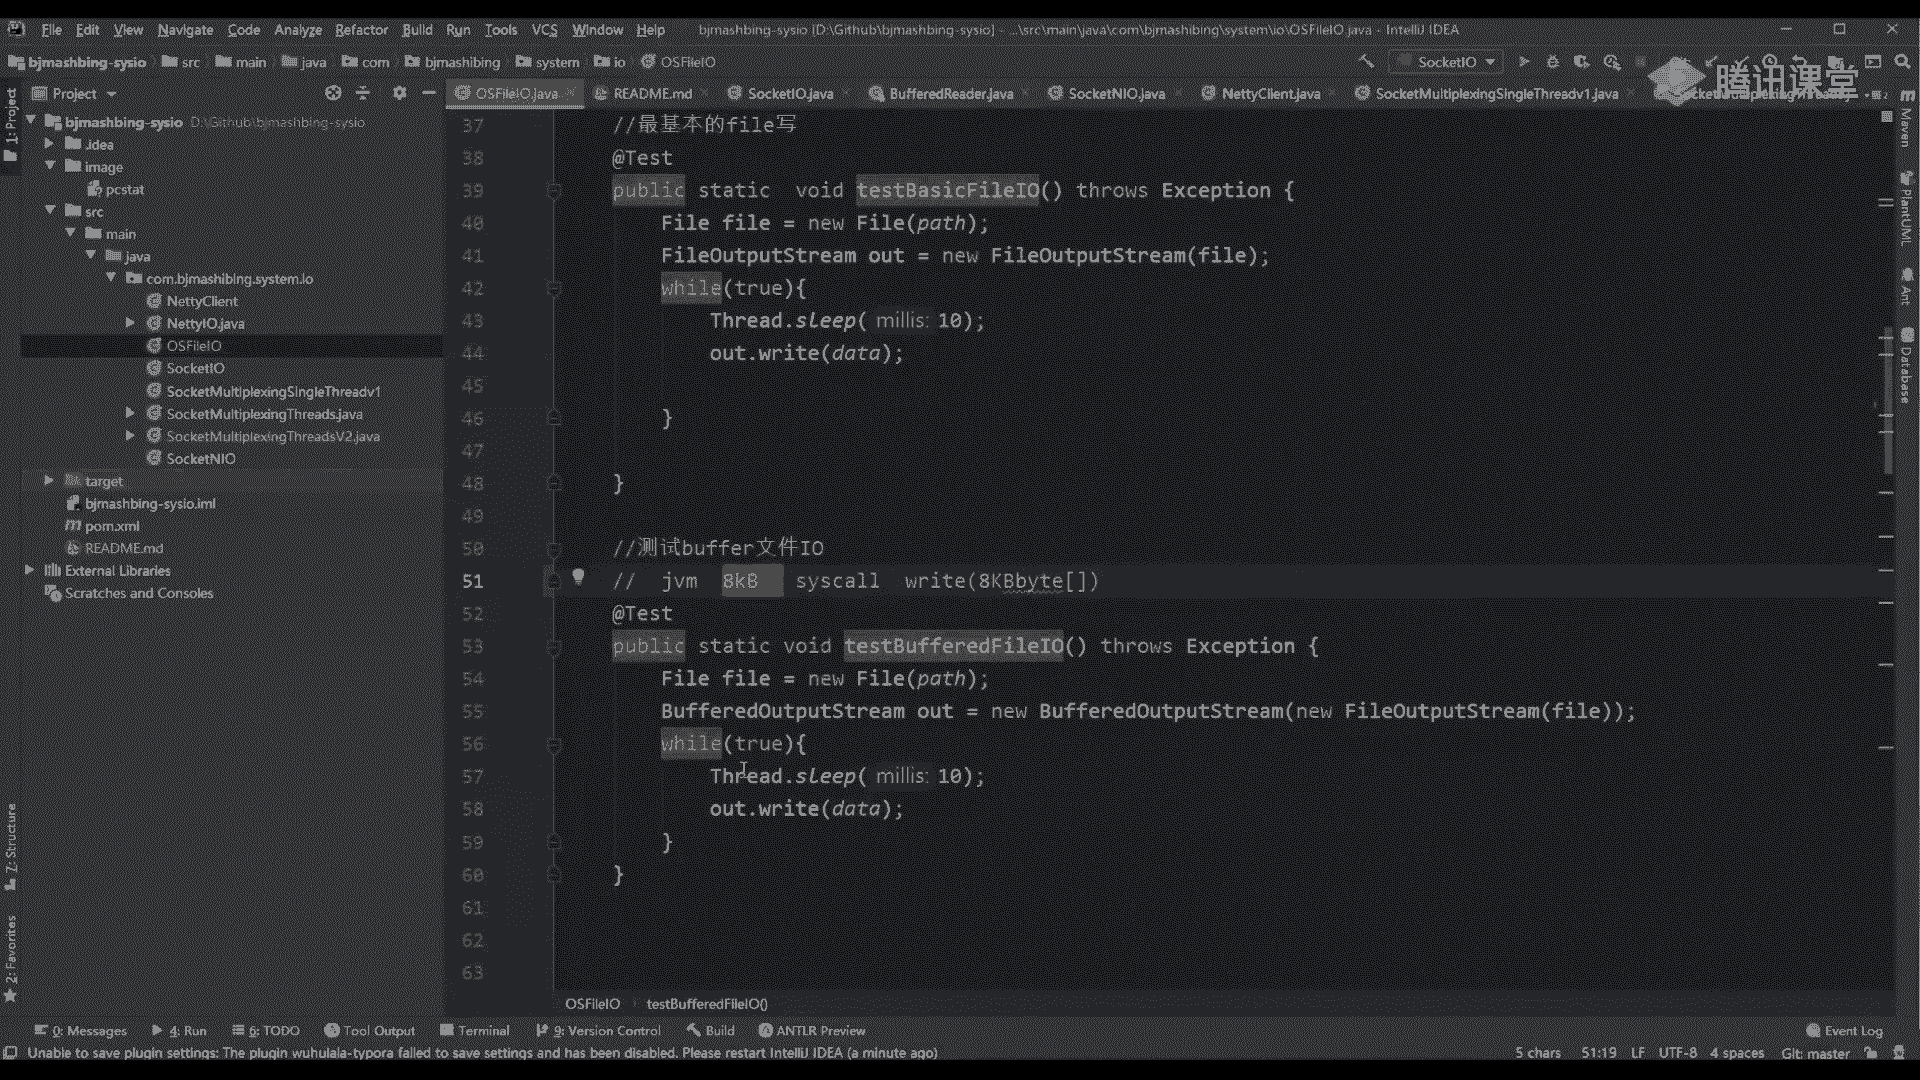 File Edit View Navigate Code Analyze Refactor Build Run Tools VCS Window Help bjmashbing-sysio [D:\Github\bjmashbing-sysio] - ...\src\main\java\com\bjmashibing\system\io\OSFileIO.java - IntelliJ IDEA
bjmashbing-sysio src main java com bjmashibing system io OSFileIO SocketIO
腾讯课堂
Project OSFileIO.java README.md SocketIO.java BufferedReader.java SocketNIO.java NettyClient.java SocketMultiplexingSingleThreadv1.java
bjmashbing-sysio D:\Github\bjmashbing-sysio
.idea
image
pcstat
src
main
java
com.bjmashibing.system.io
NettyClient
NettyIO.java
OSFileIO
SocketIO
SocketMultiplexingSingleThreadv1
SocketMultiplexingThreads.java
SocketMultiplexingThreadsV2.java
SocketNIO
target
bjmashbing-sysio.iml
pom.xml
README.md
External Libraries
Scratches and Consoles
1: Project
7: Structure
2: Favorites
37 //最基本的file写
38 @Test
39 public static  void testBasicFileIO() throws Exception {
40 File file = new File(path);
41 FileOutputStream out = new FileOutputStream(file);
42 while(true){
43 Thread.sleep( millis: 10);
44 out.write(data);
45
46 }
47
48 }
49
50 //测试buffer文件IO
51 //  jvm  8kB   syscall  write(8KBbyte[])
52 @Test
53 public static void testBufferedFileIO() throws Exception {
54 File file = new File(path);
55 BufferedOutputStream out = new BufferedOutputStream(new FileOutputStream(file));
56 while(true){
57 Thread.sleep( millis: 10);
58 out.write(data);
59 }
60 }
61
62
63
Maven
PlantUML
Ant
Database
OSFileIO testBufferedFileIO()
0: Messages 4: Run 6: TODO Tool Output Terminal 9: Version Control Build ANTLR Preview Event Log
Unable to save plugin settings: The plugin wuhulala-typora failed to save settings and has been disabled. Please restart IntelliJ IDEA (a minute ago) 5 chars 51:19 LF UTF-8 4 spaces Git: master